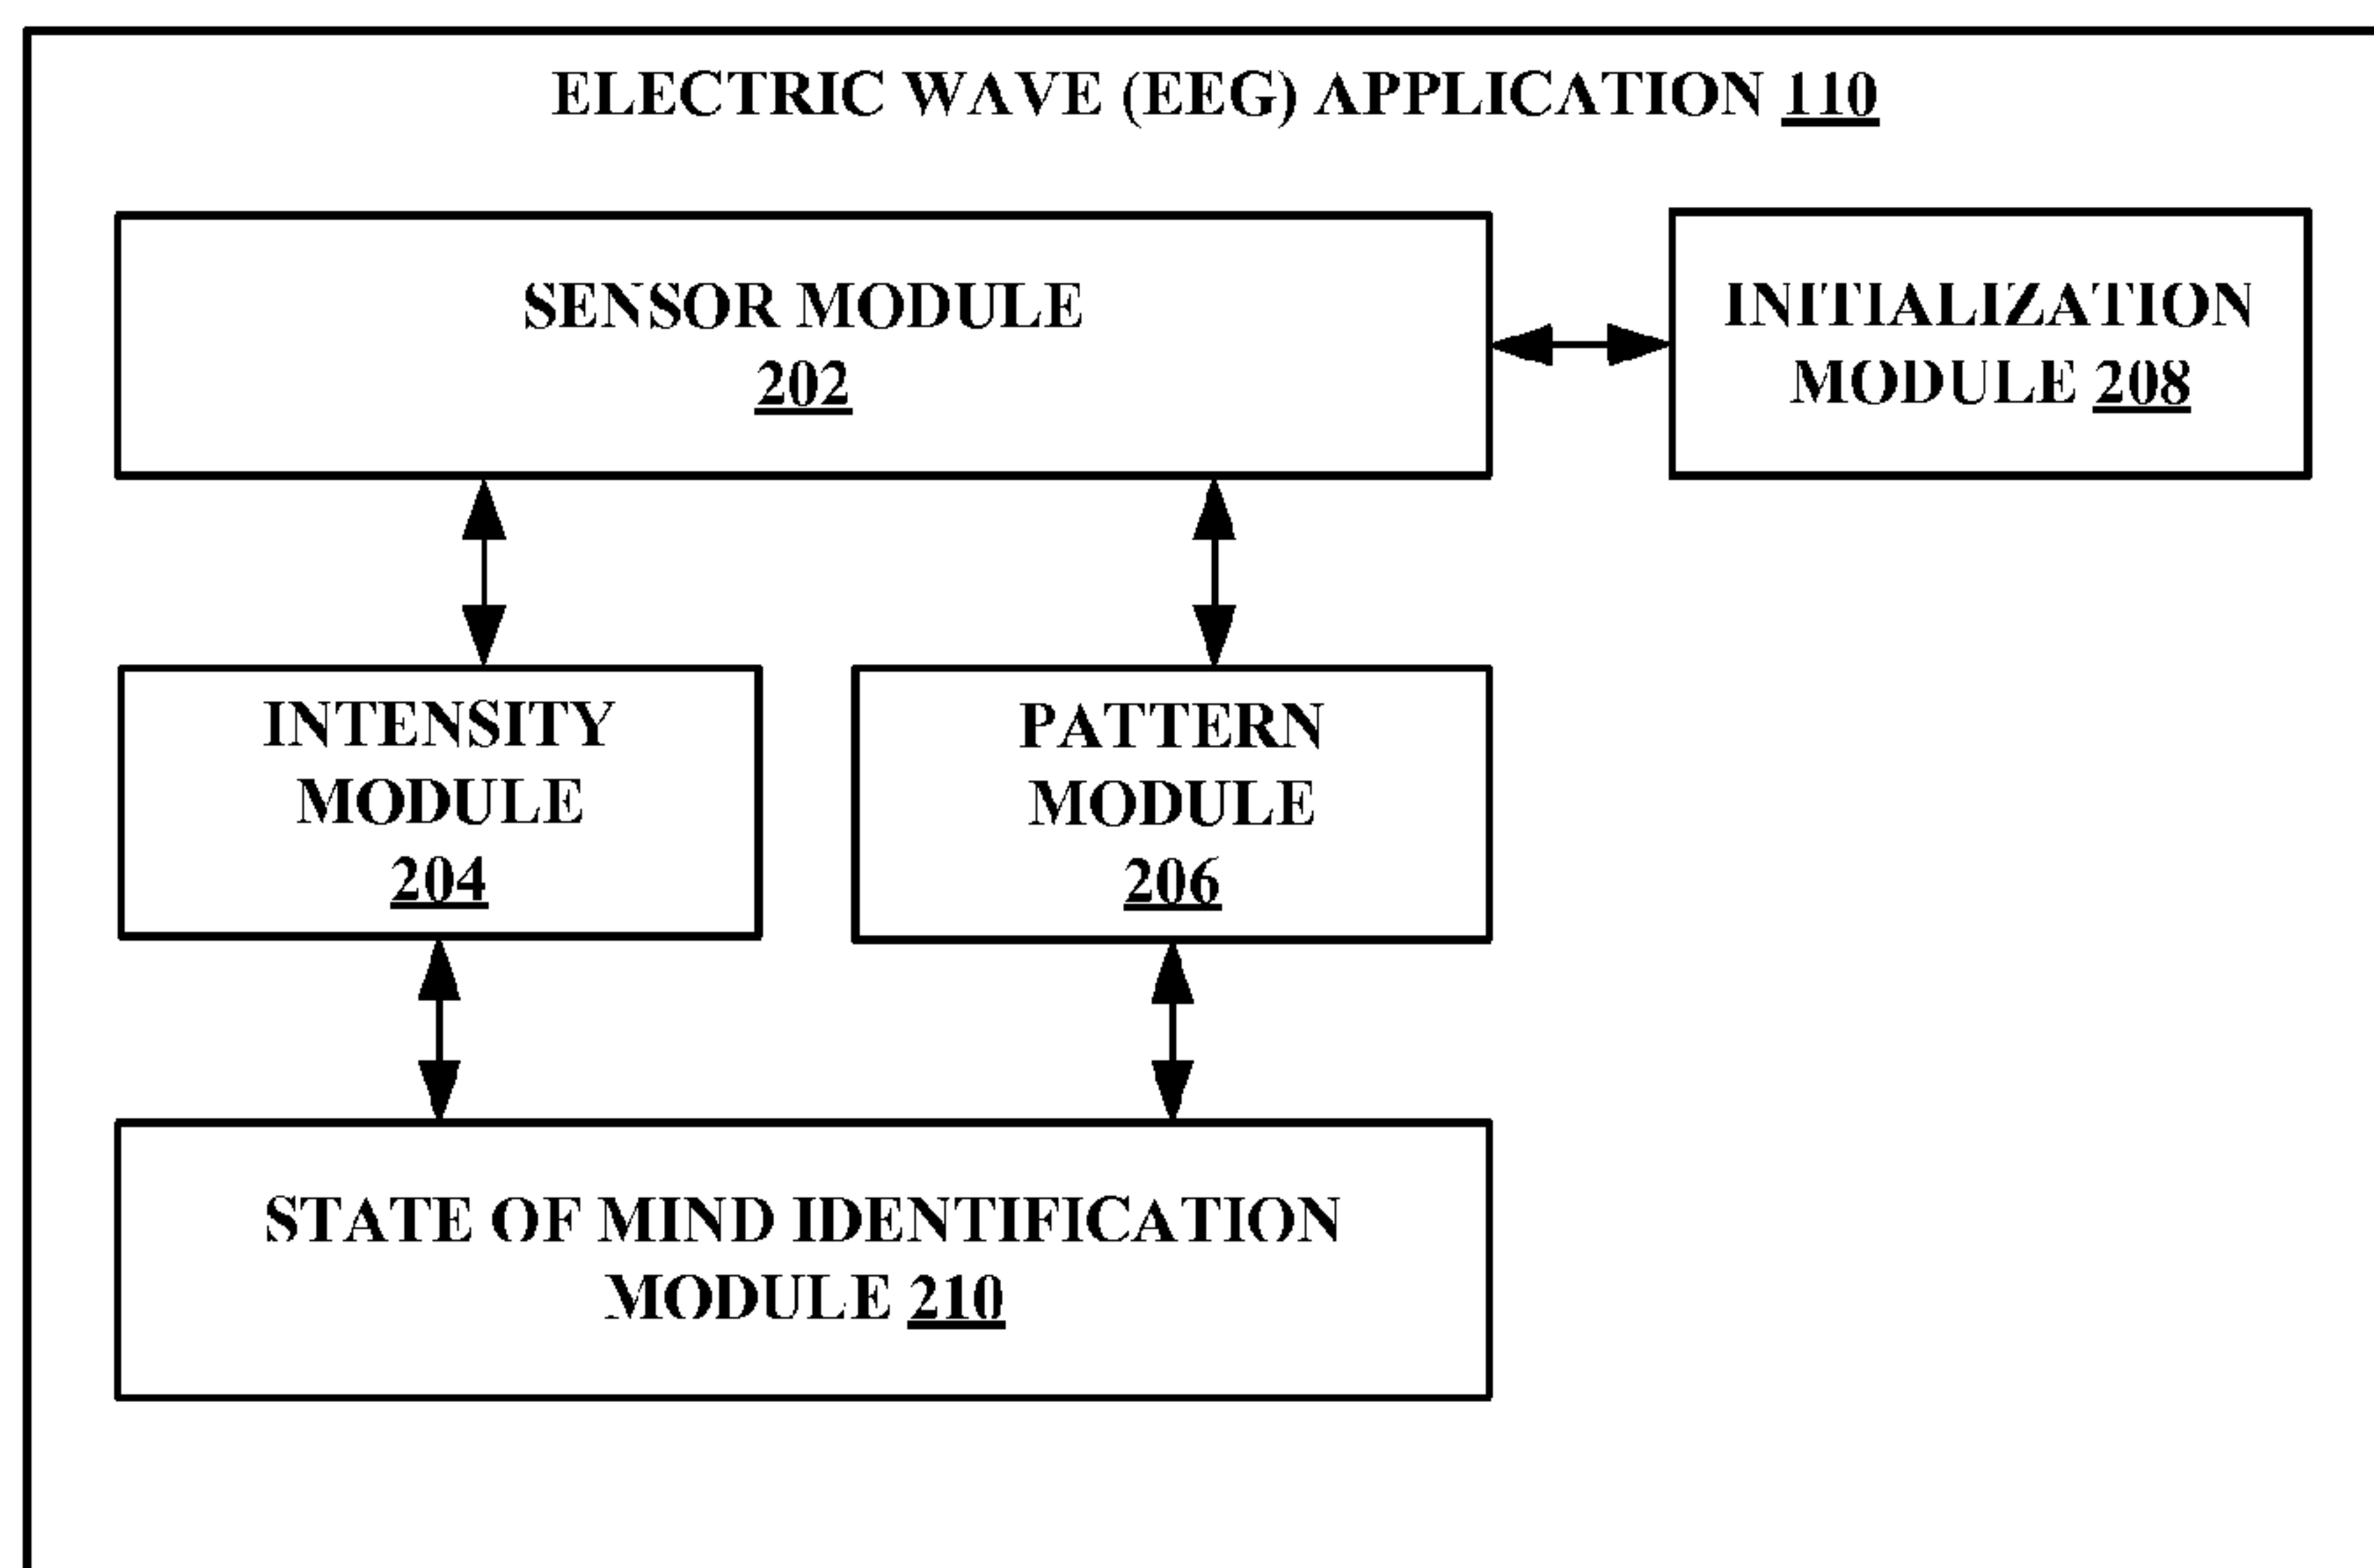 ELECTRIC WAVE (EEG) APPLICATION 110
SENSOR MODULE
202
INITIALIZATION
MODULE 208
INTENSITY
MODULE
204
PATTERN
MODULE
206
STATE OF MIND IDENTIFICATION
MODULE 210